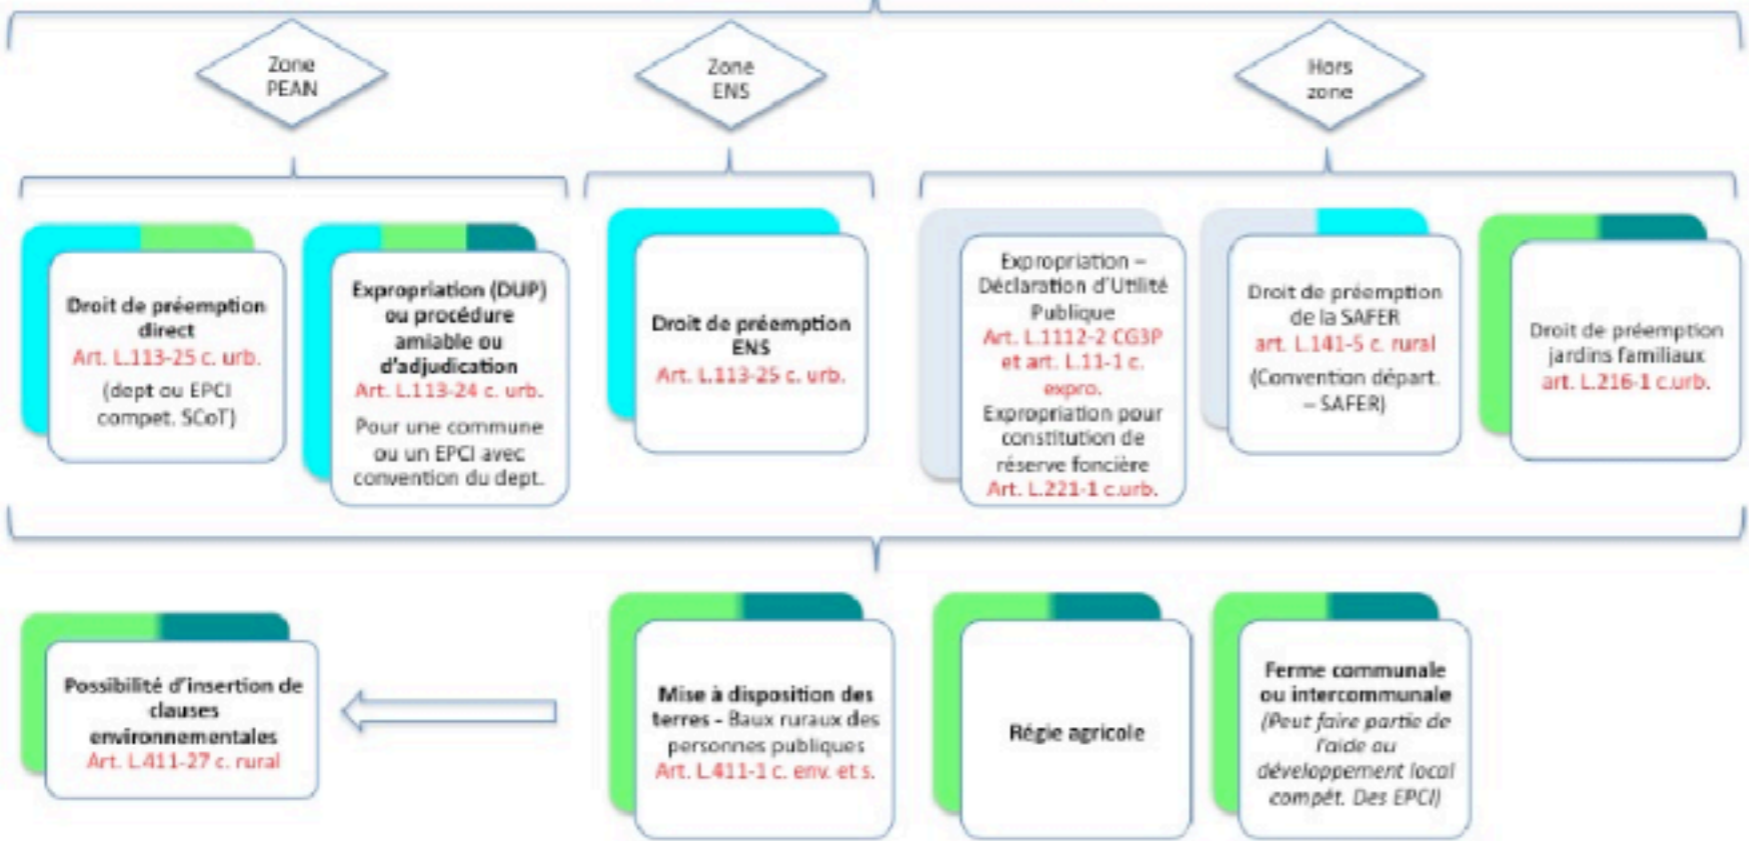 Zone
PEAN
Zone
ENS
Hors
zone
Droit de préemption
direct
Art. L.113-25 c. urb.
(dept ou EPCI
compet. SCoT)
Expropriation (DUP)
ou procédure
amiable ou
d'adjudication
Art. L.113-24 c. urb.
Pour une commune
ou un EPCI avec
convention du dept.
Droit de préemption
ENS
Art. L.113-25 c. urb.
Expropriation –
Déclaration d'Utilité
Publique
Art. L.1112-2 CG3P
et art. L.11-1 c.
expro.
Expropriation pour
constitution de
réserve foncière
Art. L.221-1 c.urb.
Droit de préemption
de la SAFER
art. L.141-5 c. rural
(Convention départ.
– SAFER)
Droit de préemption
jardins familiaux
art. L.216-1 c.urb.
Possibilité d'insertion de
clauses
environnementales
Art. L.411-27 c. rural
Mise à disposition des
terres - Baux ruraux des
personnes publiques
Art. L.411-1 c. env. et s.
Régie agricole
Ferme communale
ou intercommunale
(Peut faire partie de
l'aide au
développement local
compét. Des EPCI)